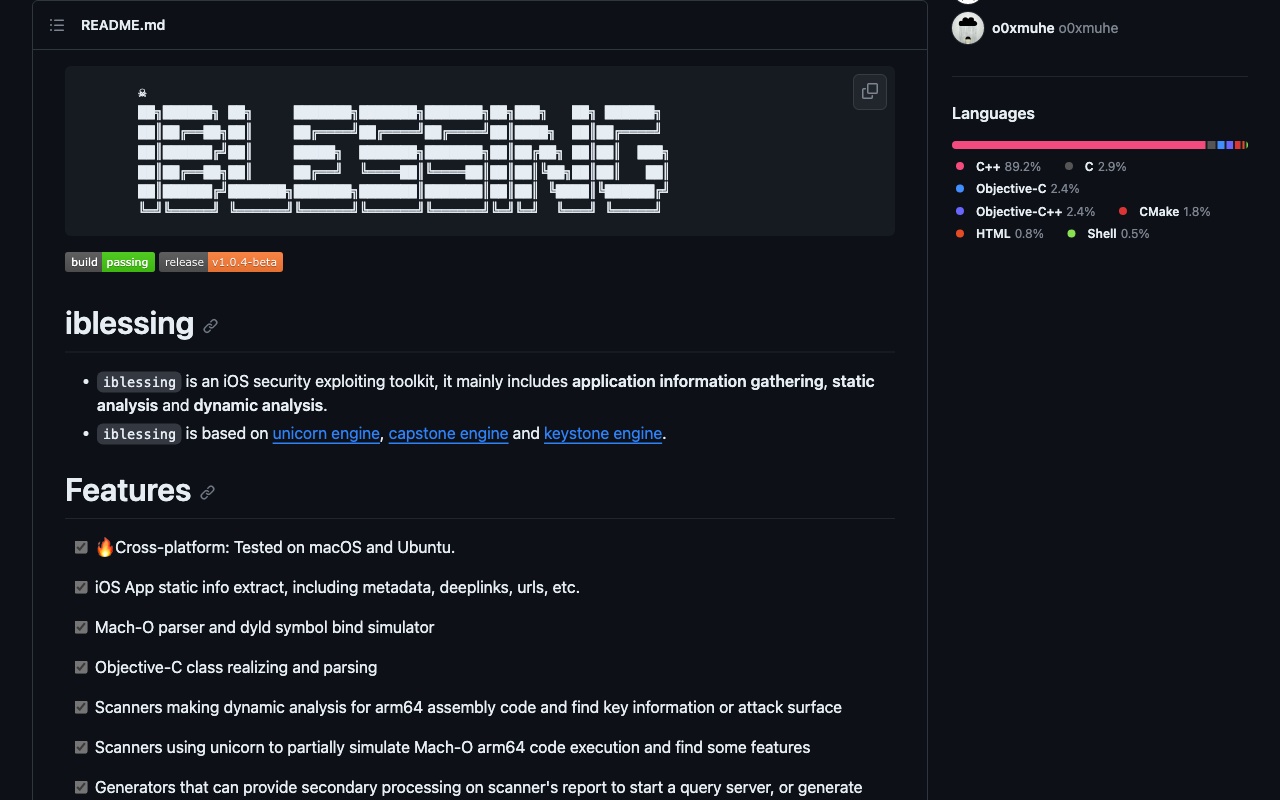 README.md
o0xmuhe o0xmuhe
☠
iBLESSING
build passing release v1.0.4-beta
Languages
C++ 89.2% C 2.9%
Objective-C 2.4%
Objective-C++ 2.4% CMake 1.8%
HTML 0.8% Shell 0.5%
iblessing
• iblessing is an iOS security exploiting toolkit, it mainly includes application information gathering, static
analysis and dynamic analysis.
• iblessing is based on unicorn engine, capstone engine and keystone engine.
Features
🔥Cross-platform: Tested on macOS and Ubuntu.
iOS App static info extract, including metadata, deeplinks, urls, etc.
Mach-O parser and dyld symbol bind simulator
Objective-C class realizing and parsing
Scanners making dynamic analysis for arm64 assembly code and find key information or attack surface
Scanners using unicorn to partially simulate Mach-O arm64 code execution and find some features
Generators that can provide secondary processing on scanner's report to start a query server, or generate